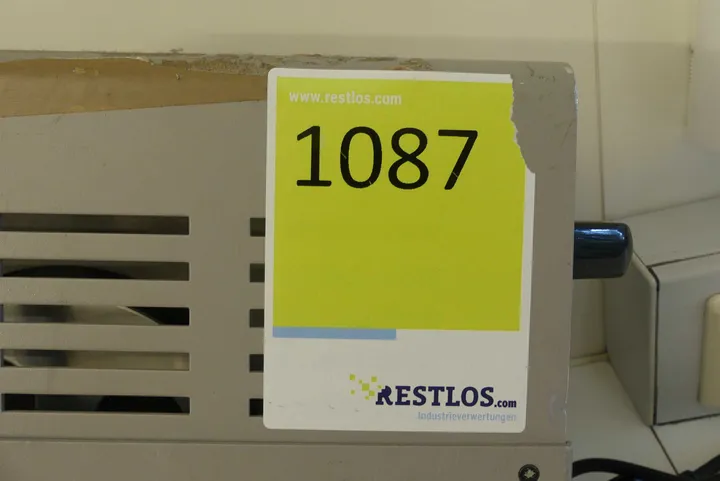 www.restlos.com
1087
RESTLOS.com
Industrieverwertungen